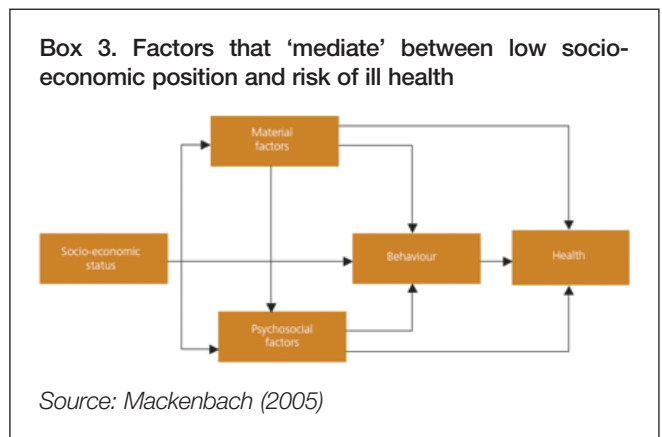 Box 3. Factors that ‘mediate’ between low socio-
economic position and risk of ill health
Material
factors
Socio-economic
status
Behaviour
Health
Psychosocial
factors
Source: Mackenbach (2005)